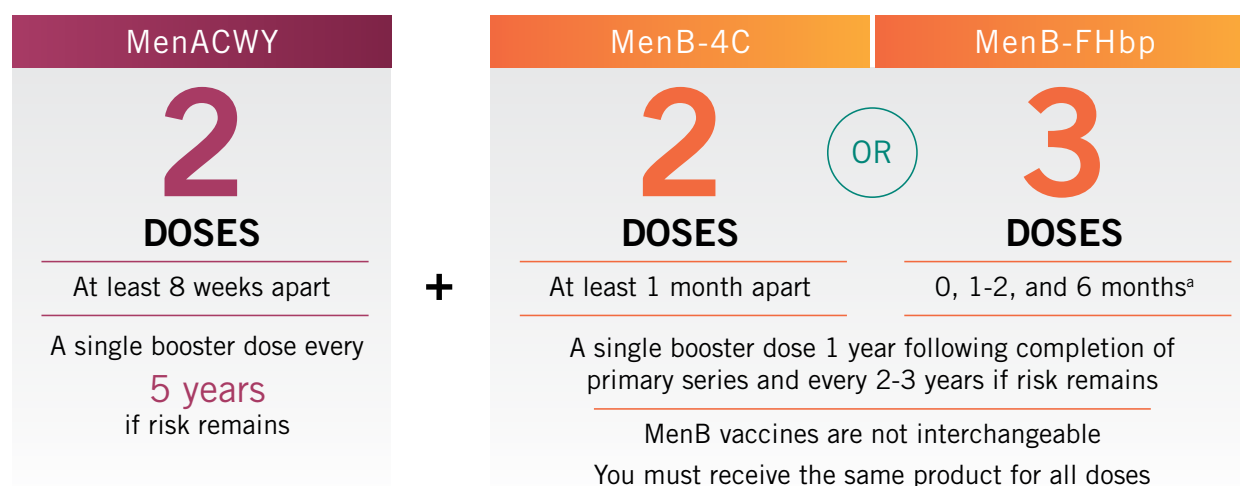 MenACWY
2
DOSES
At least 8 weeks apart
A single booster dose every
5 years
if risk remains
+
MenB-4C
2
DOSES
At least 1 month apart
OR
MenB-FHbp
3
DOSES
0, 1-2, and 6 monthsᵃ
A single booster dose 1 year following completion of
primary series and every 2-3 years if risk remains
MenB vaccines are not interchangeable
You must receive the same product for all doses